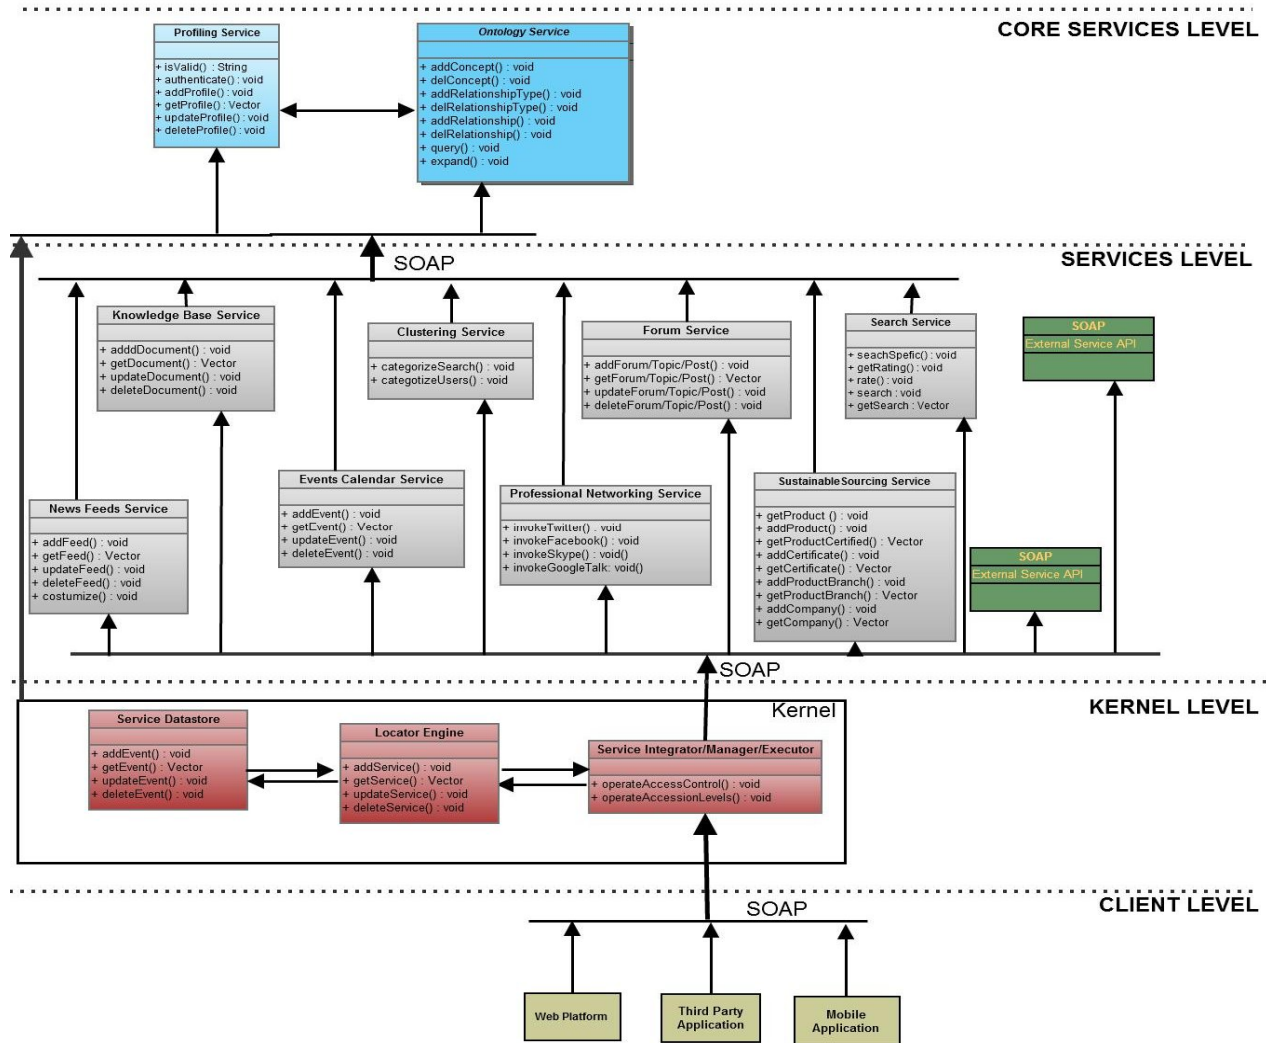 CORE SERVICES LEVEL
Profiling Service
+ isValid() : String
+ authenticate() : void
+ addProfile() : void
+ getProfile() : Vector
+ updateProfile() : void
+ deleteProfile() : void
Ontology Service
+ addConcept() : void
+ delConcept() : void
+ addRelationshipType() : void
+ delRelationshipType() : void
+ addRelationship() : void
+ delRelationship() : void
+ query() : void
+ expand() : void
SERVICES LEVEL
SOAP
Knowledge Base Service
+ adddDocument() : void
+ getDocument() : Vector
+ updateDocument() : void
+ deleteDocument() : void
Clustering Service
+ categorizeSearch() : void
+ categotizeUsers() : void
Forum Service
+ addForum/Topic/Post() : void
+ getForum/Topic/Post() : Vector
+ updateForum/Topic/Post() : void
+ deleteForum/Topic/Post() : void
Search Service
+ seachSpefic() : void
+ getRating() : void
+ rate() : void
+ search : void
+ getSearch : Vector
SOAP
External Service API
News Feeds Service
+ addFeed() : void
+ getFeed() : Vector
+ updateFeed() : void
+ deleteFeed() : void
+ costumize() : void
Events Calendar Service
+ addEvent() : void
+ getEvent() : Vector
+ updateEvent() : void
+ deleteEvent() : void
Professional Networking Service
+ invokeTwitter() : void
+ invokeFacebook() : void
+ invokeSkype() : void()
+ invokeGoogleTalk: void()
SustainableSourcing Service
+ getProduct () : void
+ addProduct() : void
+ getProductCertified() : Vector
+ addCertificate() : void
+ getCertificate() : Vector
+ addProductBranch() : void
+ getProductBranch() : Vector
+ addCompany() : void
+ getCompany() : Vector
SOAP
External Service API
SOAP
KERNEL LEVEL
Kernel
Service Datastore
+ addEvent() : void
+ getEvent() : Vector
+ updateEvent() : void
+ deleteEvent() : void
Locator Engine
+ addService() : void
+ getService() : Vector
+ updateService() : void
+ deleteService() : void
Service Integrator/Manager/Executor
+ operateAccessControl() : void
+ operateAccessionLevels() : void
CLIENT LEVEL
SOAP
Web Platform
Third Party
Application
Mobile
Application